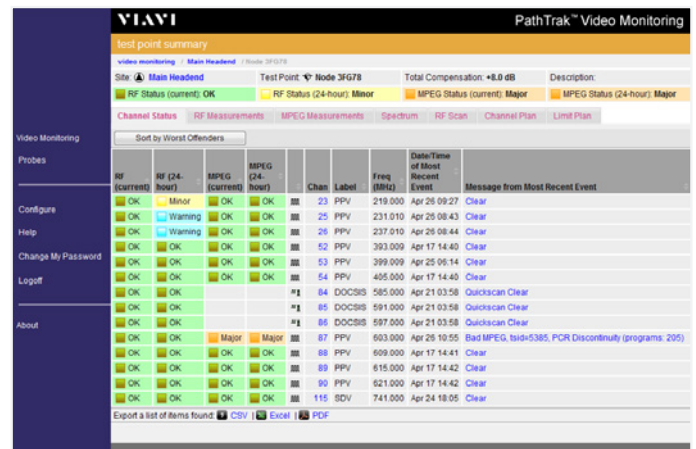 VIAVI
PathTrak™ Video Monitoring
test point summary
video monitoring / Main Headend / Node 3FG78
Site: Main Headend Test Point: Node 3FG78 Total Compensation: +8.0 dB Description:
RF Status (current): OK RF Status (24-hour): Minor MPEG Status (current): Major MPEG Status (24-hour): Major
Channel Status RF Measurements MPEG Measurements Spectrum RF Scan Channel Plan Limit Plan
Sort by Worst Offenders
Video Monitoring
Probes
Configure
Help
Change My Password
Logoff
About
RF (current) RF (24-hour) MPEG (current) MPEG (24-hour) Chan Label Freq (MHz) Date/Time of Most Recent Event Message from Most Recent Event
OK Minor OK OK 23 PPV 219.000 Apr 26 09:27 Clear
OK Warning OK OK 25 PPV 231.010 Apr 26 08:43 Clear
OK Warning OK OK 26 PPV 237.010 Apr 26 08:44 Clear
OK OK OK OK 52 PPV 393.009 Apr 17 14:40 Clear
OK OK OK OK 53 PPV 399.009 Apr 25 06:14 Clear
OK OK OK OK 54 PPV 405.000 Apr 17 14:40 Clear
OK OK 84 DOCSIS 585.000 Apr 21 03:58 Quickscan Clear
OK OK 85 DOCSIS 591.000 Apr 21 03:58 Quickscan Clear
OK OK 86 DOCSIS 597.000 Apr 21 03:58 Quickscan Clear
OK OK Major Major 87 PPV 603.000 Apr 26 10:55 Bad MPEG, tsid=5385, PCR Discontinuity (programs: 205)
OK OK OK OK 88 PPV 609.000 Apr 17 14:41 Clear
OK OK OK OK 89 PPV 615.000 Apr 17 14:42 Clear
OK OK OK OK 90 PPV 621.000 Apr 17 14:42 Clear
OK OK OK OK 115 SDV 741.000 Apr 24 18:05 Clear
Export a list of items found: CSV | Excel | PDF